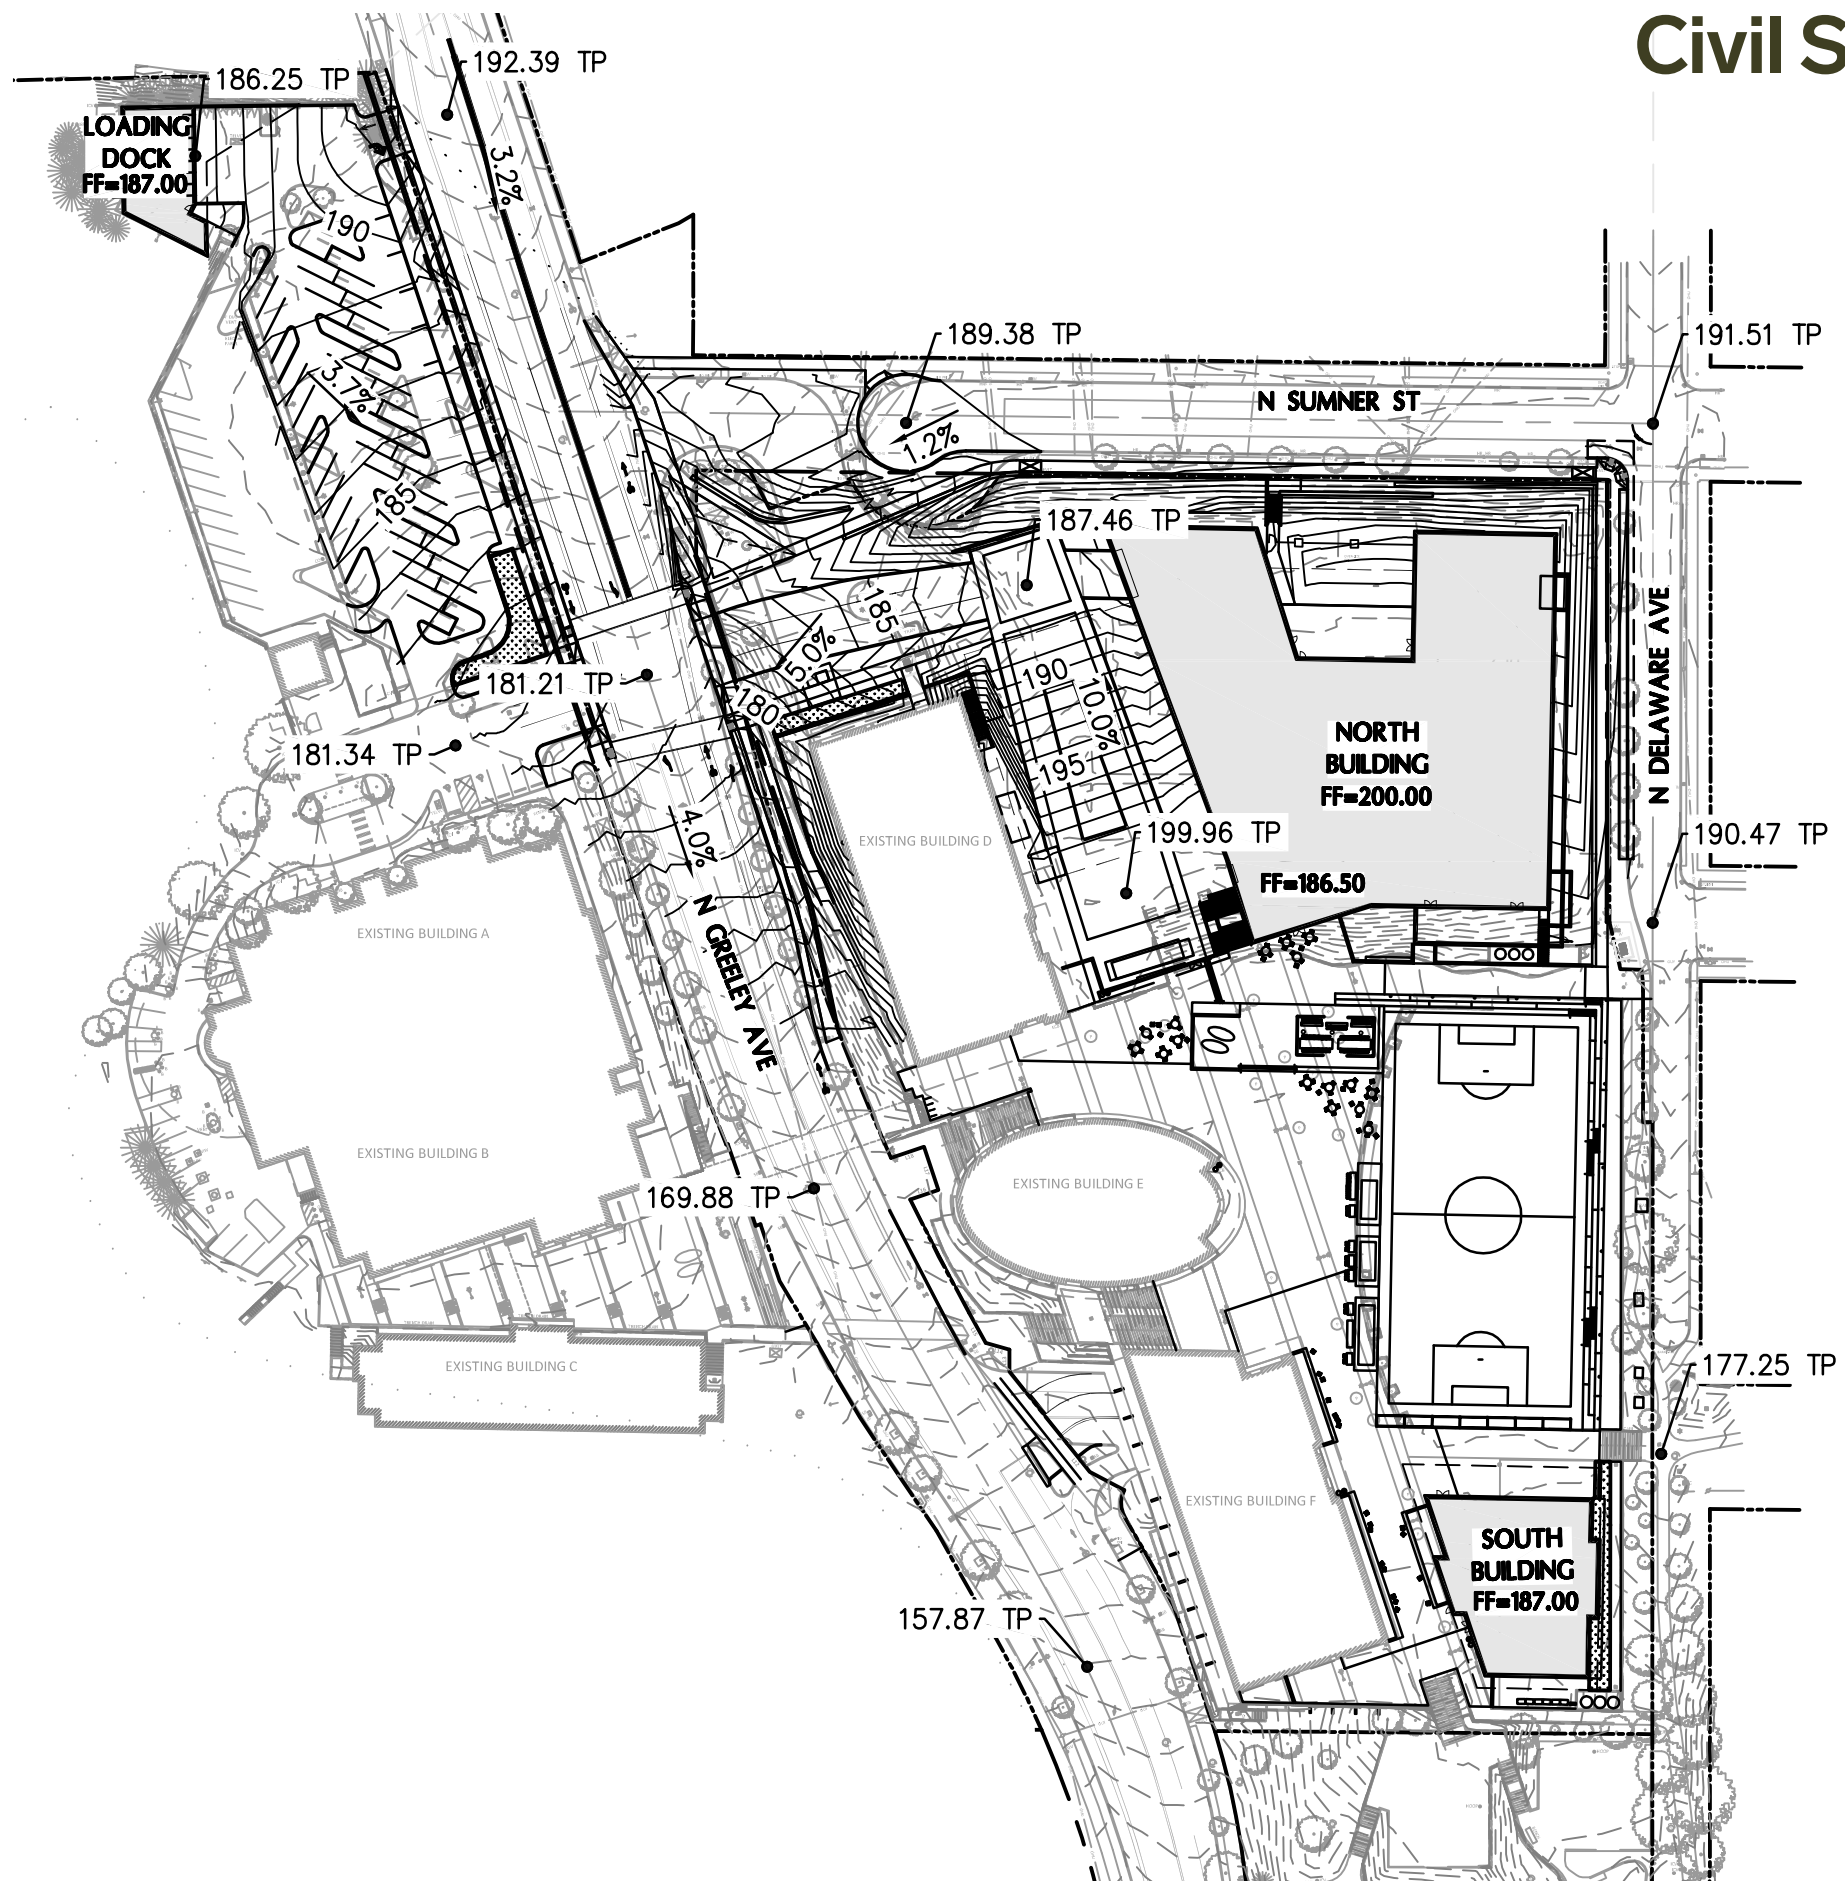 Civil S
192.39 TP
186.25 TP
LOADING
DOCK
FF=187.00
3.2%
190
189.38 TP
191.51 TP
3.7%
N SUMNER ST
1.2%
185
187.46 TP
185
5.0%
N DELAWARE AVE
190
181.21 TP
180
10.0%
NORTH
BUILDING
FF=200.00
181.34 TP
195
4.0%
199.96 TP
190.47 TP
EXISTING BUILDING D
FF=186.50
EXISTING BUILDING A
N GREELEY AVE
EXISTING BUILDING B
EXISTING BUILDING E
169.88 TP
EXISTING BUILDING C
177.25 TP
EXISTING BUILDING F
SOUTH
BUILDING
FF=187.00
157.87 TP